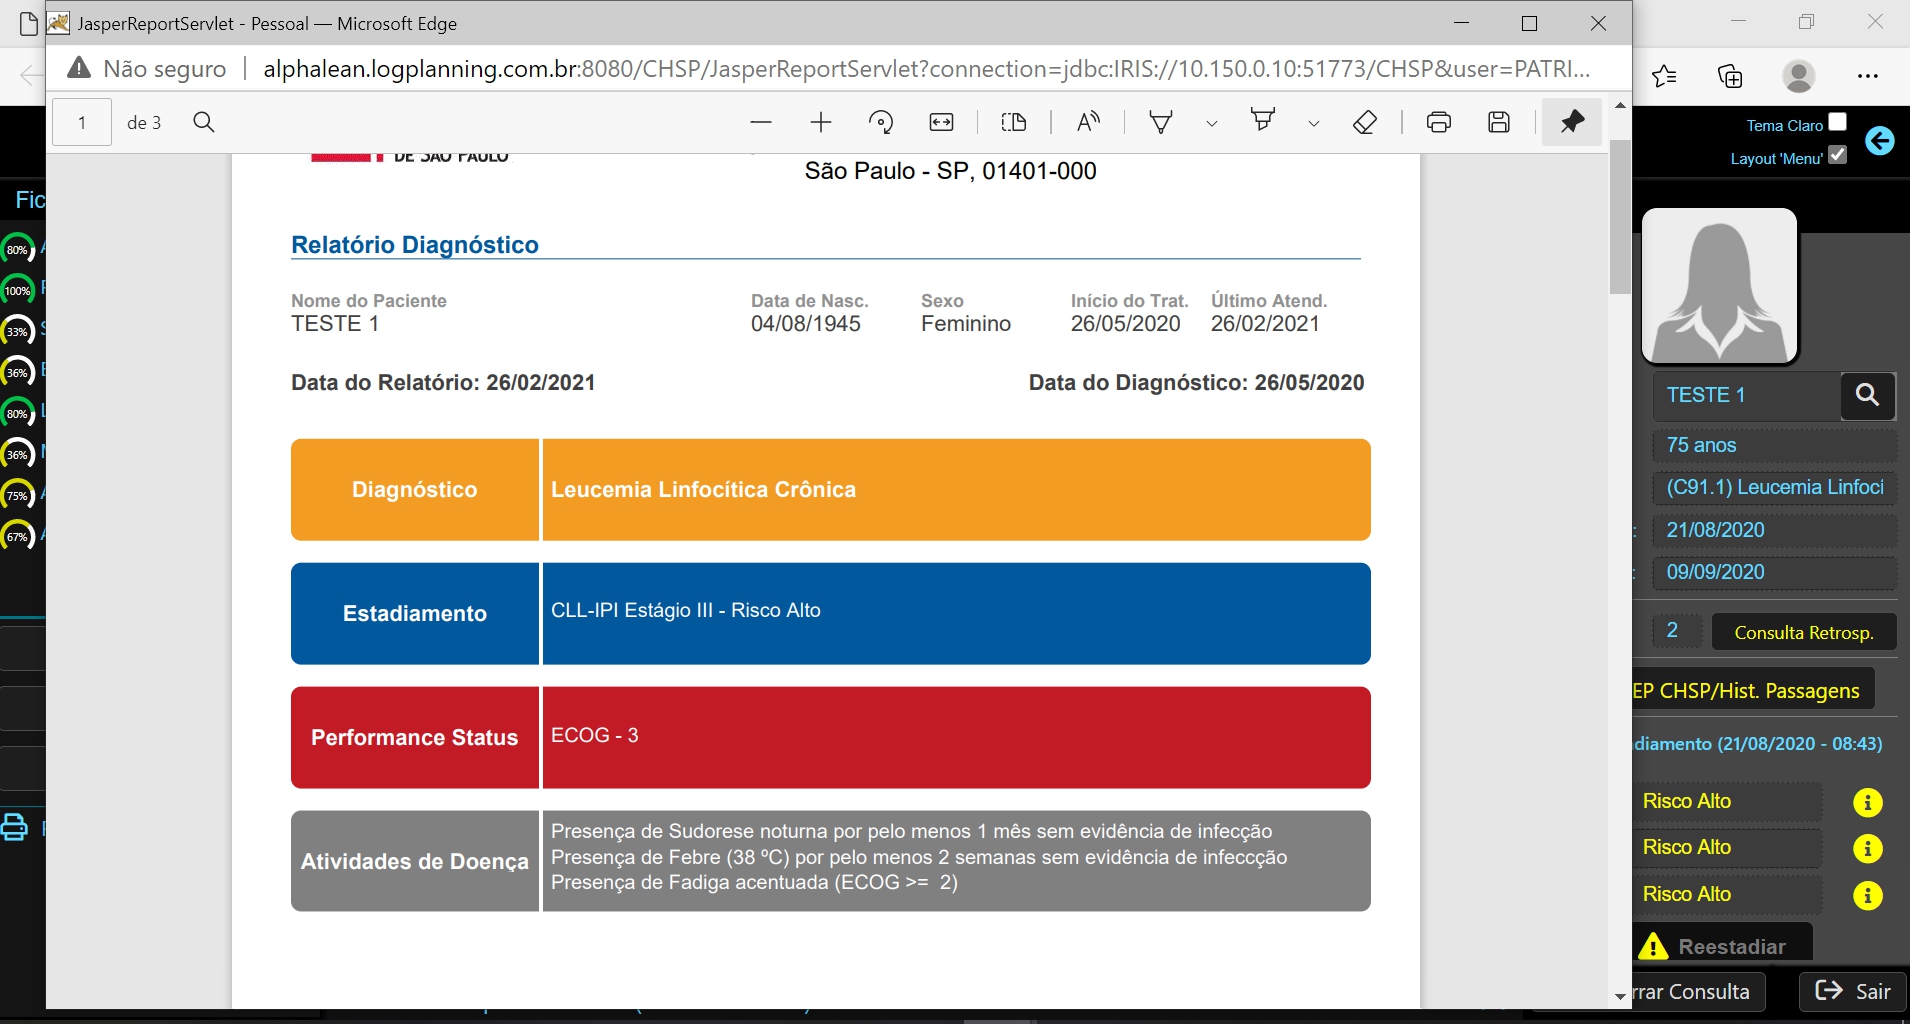 JasperReportServlet - Pessoal — Microsoft Edge
Não seguro
alphalean.logplanning.com.br:8080/CHSP/JasperReportServlet?connection=jdbc:IRIS://10.150.0.10:51773/CHSP&user=PATRI...
1
de 3
DE SÃO PAULO
São Paulo - SP, 01401-000
Relatório Diagnóstico
Nome do Paciente Data de Nasc. Sexo Início do Trat. Último Atend.
TESTE 1 04/08/1945 Feminino 26/05/2020 26/02/2021
Data do Relatório: 26/02/2021 Data do Diagnóstico: 26/05/2020
Diagnóstico
Leucemia Linfocítica Crônica
Estadiamento
CLL-IPI Estágio III - Risco Alto
Performance Status
ECOG - 3
Atividades de Doença
Presença de Sudorese noturna por pelo menos 1 mês sem evidência de infecção
Presença de Febre (38 ºC) por pelo menos 2 semanas sem evidência de infeccção
Presença de Fadiga acentuada (ECOG >= 2)
Fic
80%
100%
33%
36%
80%
36%
75%
67%
Tema Claro
Layout 'Menu'
TESTE 1
75 anos
(C91.1) Leucemia Linfoci
: 21/08/2020
: 09/09/2020
2
Consulta Retrosp.
EP CHSP/Hist. Passagens
diamento (21/08/2020 - 08:43)
Risco Alto
Risco Alto
Risco Alto
Reestadiar
rrar Consulta
Sair